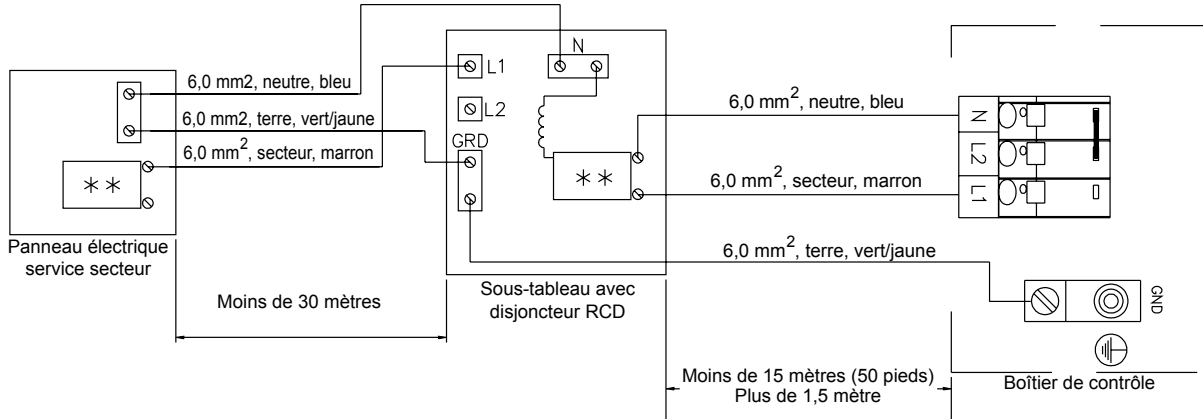 6,0 mm2, neutre, bleu
6,0 mm2, terre, vert/jaune
6,0 mm², secteur, marron
**
Panneau électrique
service secteur
Moins de 30 mètres
L1
N
L2
GRD
**
Sous-tableau avec
disjoncteur RCD
6,0 mm², neutre, bleu
6,0 mm², secteur, marron
6,0 mm², terre, vert/jaune
Moins de 15 mètres (50 pieds)
Plus de 1,5 mètre
N
L2
L1
GND
Boîtier de contrôle